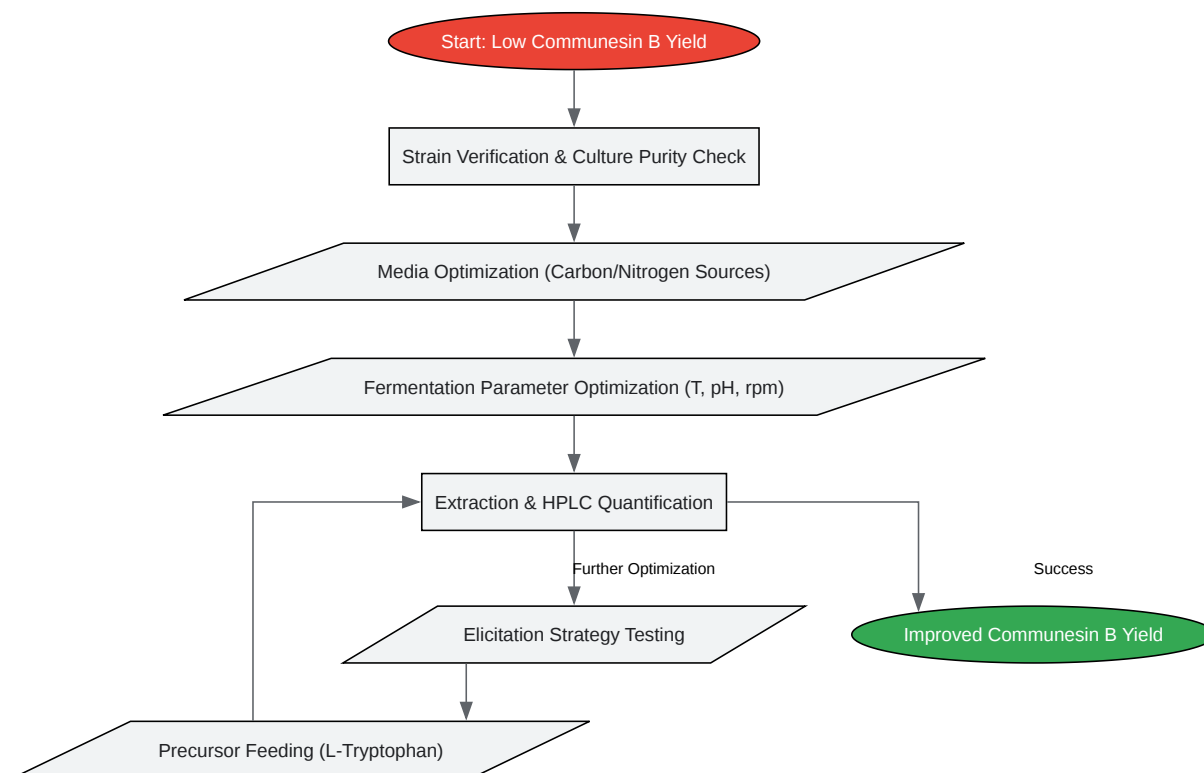 Start: Low Communesin B Yield
Strain Verification & Culture Purity Check
Media Optimization (Carbon/Nitrogen Sources)
Fermentation Parameter Optimization (T, pH, rpm)
Extraction & HPLC Quantification
Further Optimization
Success
Elicitation Strategy Testing
Improved Communesin B Yield
Precursor Feeding (L-Tryptophan)